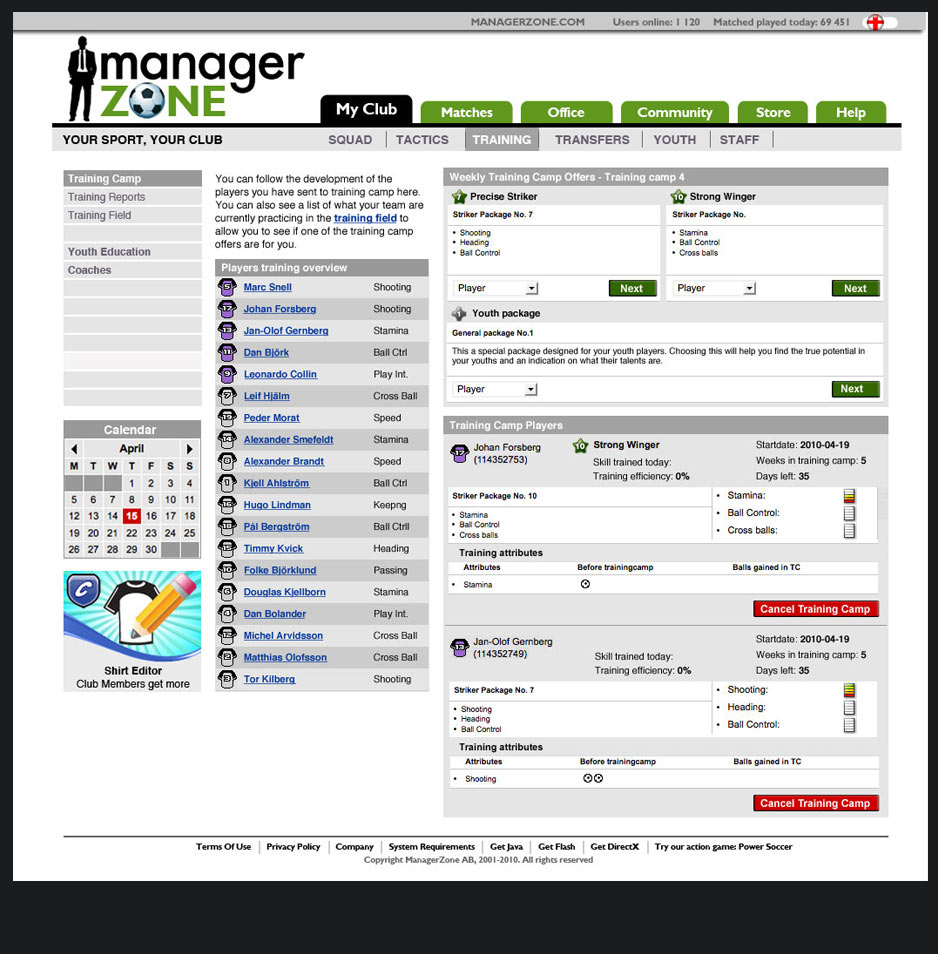 MANAGERZONE.COM Users online: 1 120 Matched played today: 69 451
manager
ZONE
My Club Matches Office Community Store Help
YOUR SPORT, YOUR CLUB SQUAD TACTICS TRAINING TRANSFERS YOUTH STAFF
Training Camp
Training Reports
Training Field
Youth Education
Coaches
Calendar
April
M T W T F S S
1 2 3 4
5 6 7 8 9 10 11
12 13 14 15 16 17 18
19 20 21 22 23 24 25
26 27 28 29 30
C
Shirt Editor
Club Members get more
You can follow the development of the
players you have sent to training camp here.
You can also see a list of what your team are
currently practicing in the training field to
allow you to see if one of the training camp
offers are for you.
Players training overview
Marc Snell Shooting
Johan Forsberg Shooting
Jan-Olof Gernberg Stamina
Dan Björk Ball Ctrl
Leonardo Collin Play Int.
Leif Hjälm Cross Ball
Peder Morat Speed
Alexander Smefeldt Stamina
Alexander Brandt Speed
Kjell Ahlström Ball Ctrl
Hugo Lindman Keepng
Pål Bergström Ball Ctrll
Timmy Kvick Heading
Folke Björklund Passing
Douglas Kjellborn Stamina
Dan Bolander Play Int.
Michel Arvidsson Cross Ball
Matthias Olofsson Cross Ball
Tor Kilberg Shooting
Weekly Training Camp Offers - Training camp 4
7 Precise Striker
Striker Package No. 7
• Shooting
• Heading
• Ball Control
Player Next
10 Strong Winger
Striker Package No.
• Stamina
• Ball Control
• Cross balls
Player Next
1 Youth package
General package No.1
This a special package designed for your youth players. Choosing this will help you find the true potential in
your youths and an indication on what their talents are.
Player Next
Training Camp Players
Johan Forsberg
(114352753)
10 Strong Winger
Skill trained today:
Training efficiency: 0%
Startdate: 2010-04-19
Weeks in training camp: 5
Days left: 35
Striker Package No. 10
• Stamina
• Ball Control
• Cross balls
• Stamina:
• Ball Control:
• Cross balls:
Training attributes
Attributes Before trainingcamp Balls gained in TC
• Stamina
Cancel Training Camp
Jan-Olof Gernberg
(114352749)
Skill trained today:
Training efficiency: 0%
Startdate: 2010-04-19
Weeks in training camp: 5
Days left: 35
Striker Package No. 7
• Shooting
• Heading
• Ball Control
• Shooting:
• Heading:
• Ball Control:
Training attributes
Attributes Before trainingcamp Balls gained in TC
• Shooting
Cancel Training Camp
Terms Of Use Privacy Policy Company System Requirements Get Java Get Flash Get DirectX Try our action game: Power Soccer
Copyright ManagerZone AB, 2001-2010. All rights reserved